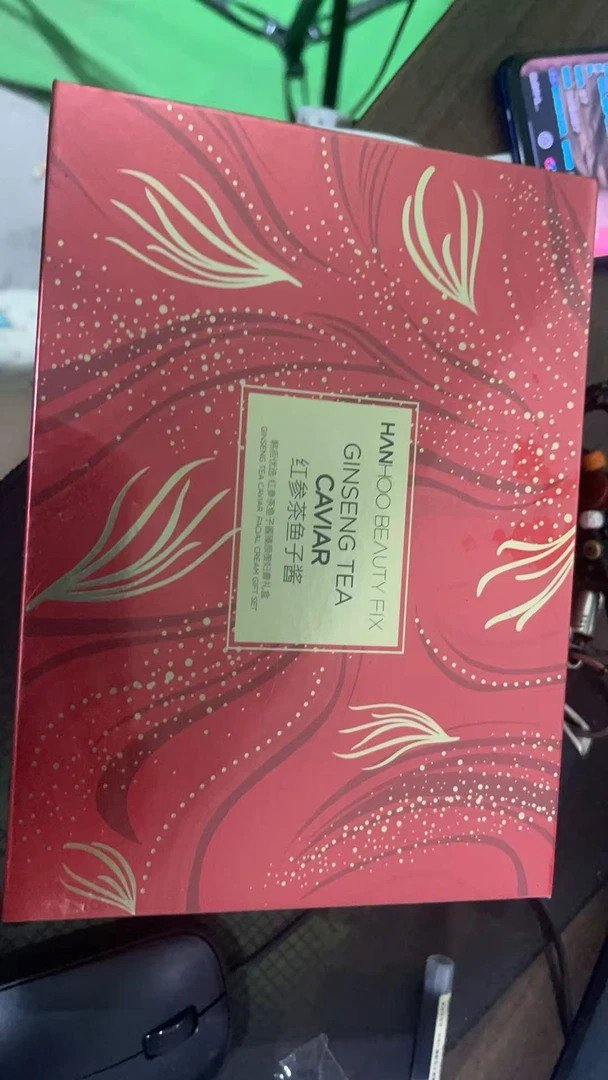 HANHOO BEAUTY FIX
GINSENG TEA
CAVIAR
红参茶鱼子酱
GINSENG TEA CAVIAR FACIAL CREAM GIFT SET